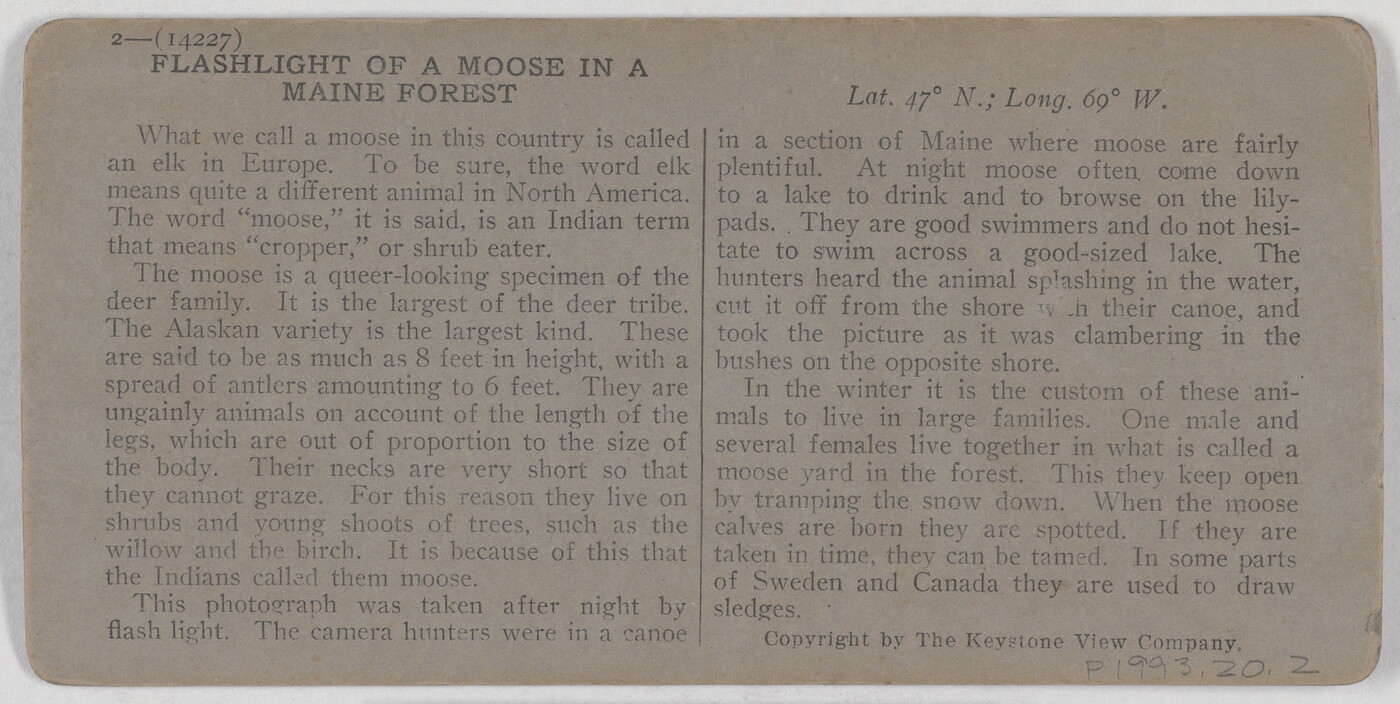 2—(14227)
FLASHLIGHT OF A MOOSE IN A
MAINE FOREST
Lat. 47° N.; Long. 69° W.
What we call a moose in this country is called
an elk in Europe. To be sure, the word elk
means quite a different animal in North America.
The word “moose,” it is said, is an Indian term
that means “cropper,” or shrub eater.
The moose is a queer-looking specimen of the
deer family. It is the largest of the deer tribe.
The Alaskan variety is the largest kind. These
are said to be as much as 8 feet in height, with a
spread of antlers amounting to 6 feet. They are
ungainly animals on account of the length of the
legs, which are out of proportion to the size of
the body. Their necks are very short so that
they cannot graze. For this reason they live on
shrubs and young shoots of trees, such as the
willow and the birch. It is because of this that
the Indians called them moose.
This photograph was taken after night by
flash light. The camera hunters were in a canoe
in a section of Maine where moose are fairly
plentiful. At night moose often come down
to a lake to drink and to browse on the lily-
pads. They are good swimmers and do not hesi-
tate to swim across a good-sized lake. The
hunters heard the animal splashing in the water,
cut it off from the shore with their canoe, and
took the picture as it was clambering in the
bushes on the opposite shore.
In the winter it is the custom of these ani-
mals to live in large families. One male and
several females live together in what is called a
moose yard in the forest. This they keep open
by tramping the snow down. When the moose
calves are born they are spotted. If they are
taken in time, they can be tamed. In some parts
of Sweden and Canada they are used to draw
sledges.
Copyright by The Keystone View Company.
P1993.20.2